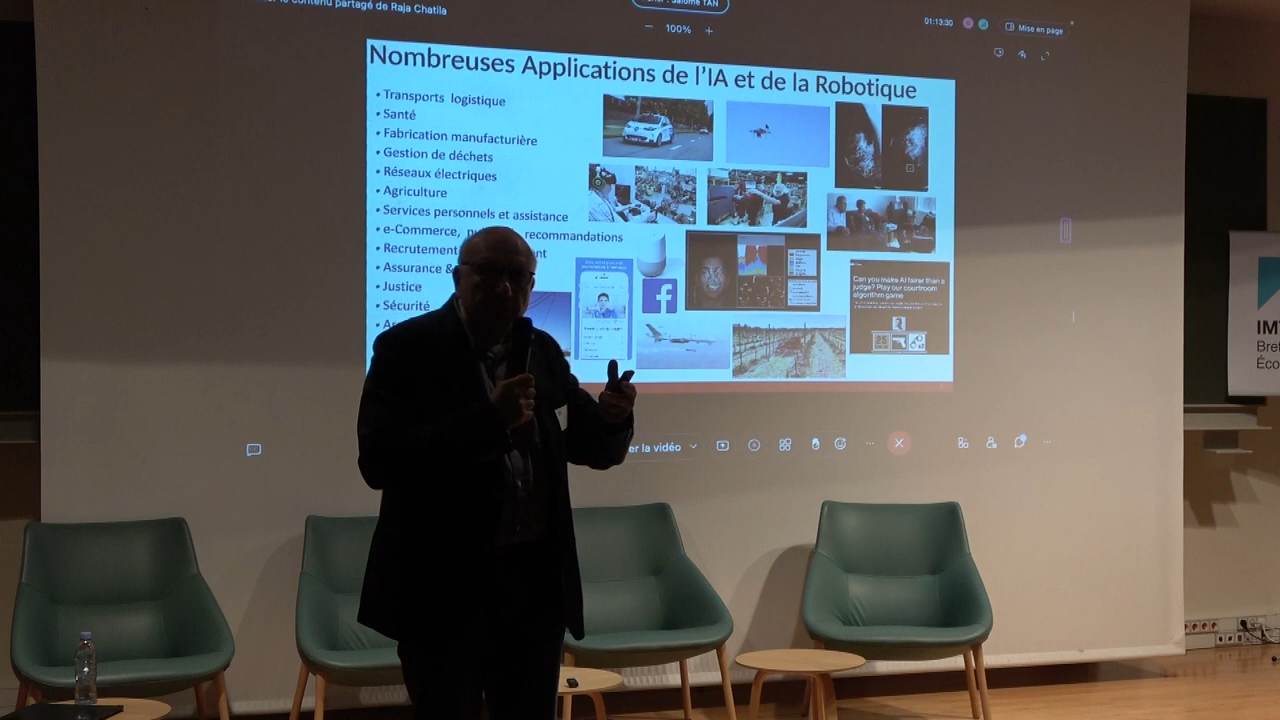 le contenu partagé de Raja Chatila
Salomé TAN
100%
01:13:30
Mise en page
Nombreuses Applications de l'IA et de la Robotique
• Transports logistique
• Santé
• Fabrication manufacturière
• Gestion de déchets
• Réseaux électriques
• Agriculture
• Services personnels et assistance
• e-Commerce, recommandations
• Recrutement
• Assurance &
• Justice
• Sécurité
Can you make AI fairer than a
judge? Play our courtroom
algorithm game
er la vidéo